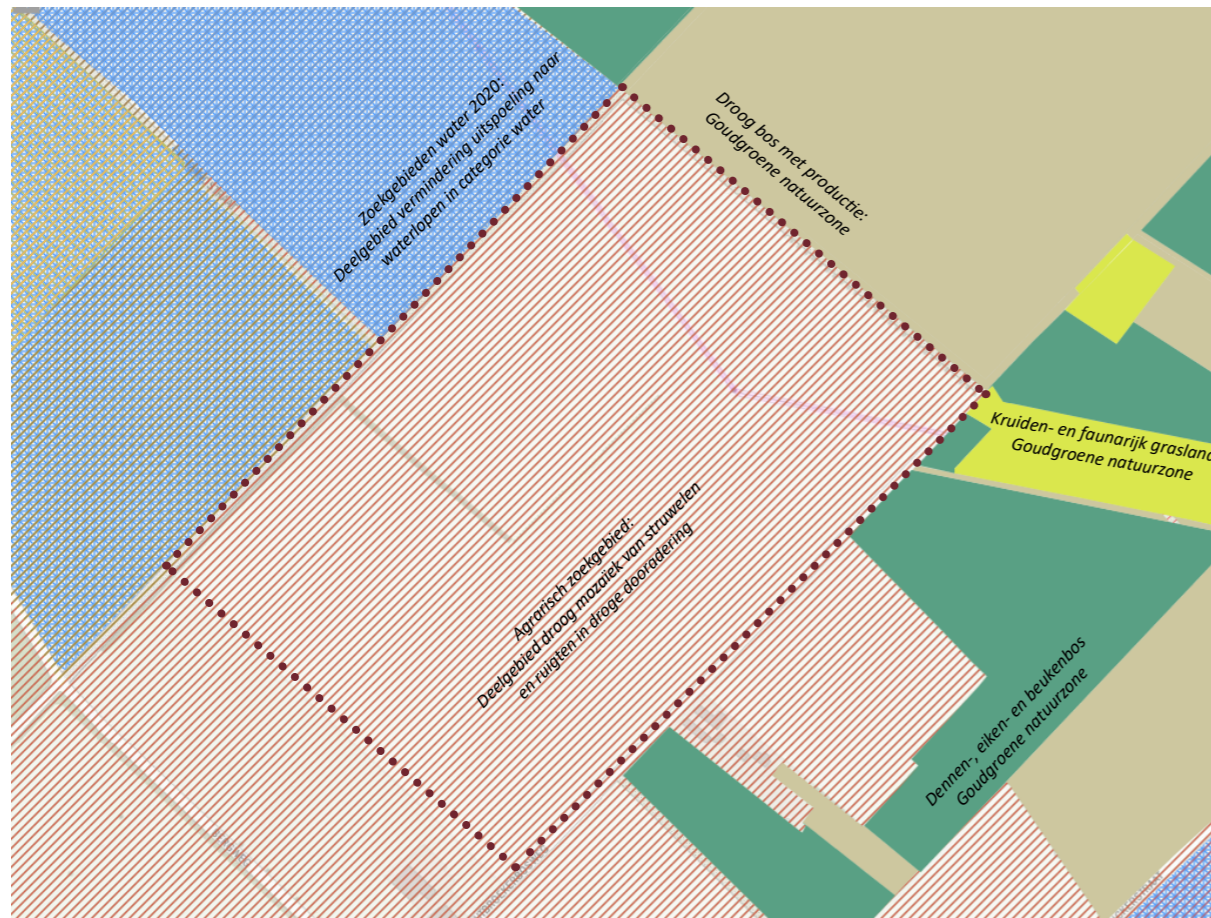 Zoekgebieden water 2020:
Deelgebied vermindering uitspoeling naar
waterlopen in categorie water
Droog bos met productie:
Goudgroene natuurzone
Kruiden- en faunarijk grasland
Goudgroene natuurzone
Agrarisch zoekgebied:
Deelgebied droog mozaïek van struwelen
en ruigten in droge dooradering
Dennen-, eiken- en beukenbos
Goudgroene natuurzone